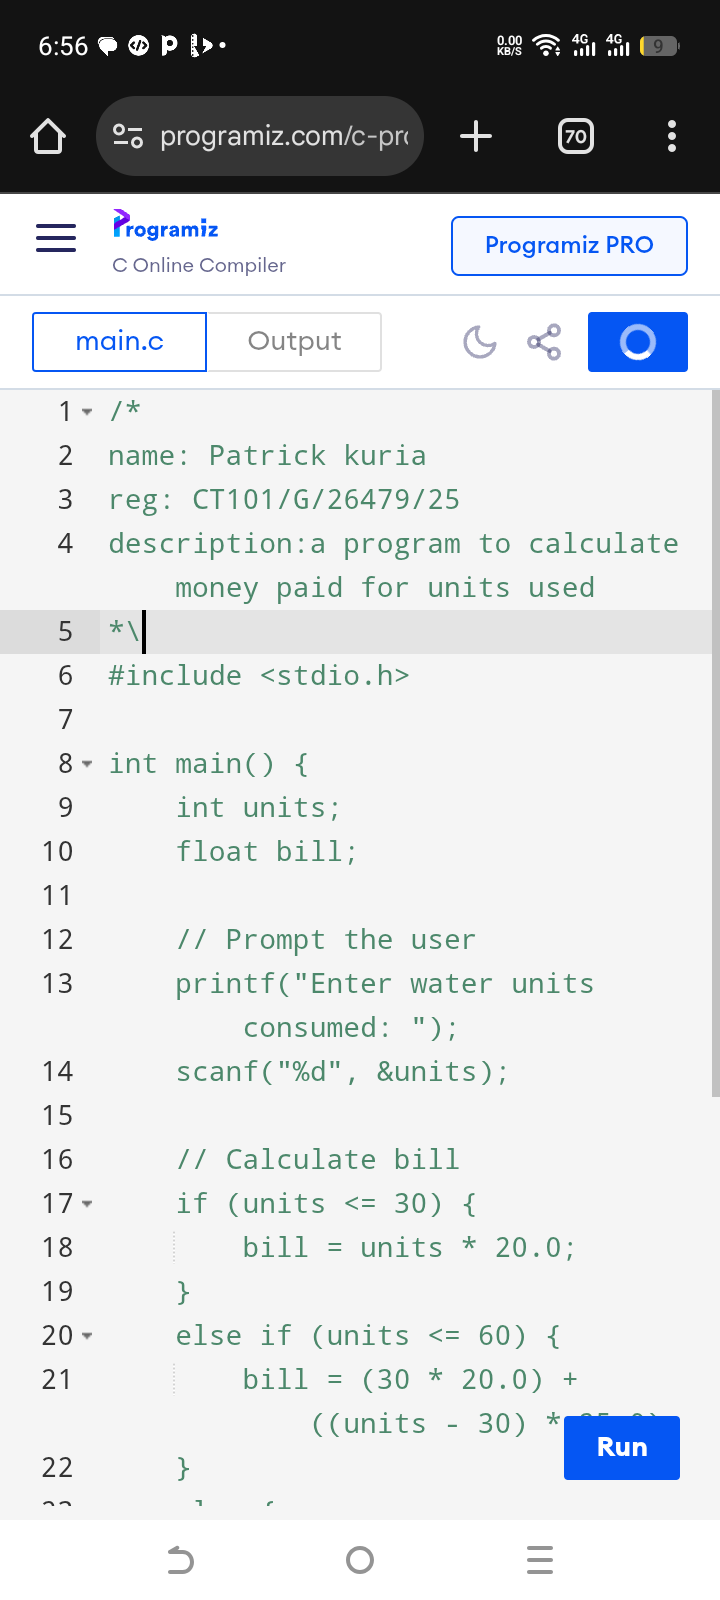 6:56
0.00
KB/S
4G
4G
9
programiz.com/c-pro
70
Programiz
C Online Compiler
Programiz PRO
main.c
Output
1 /*
2 name: Patrick kuria
3 reg: CT101/G/26479/25
4 description:a program to calculate
money paid for units used
5 *\
6 #include <stdio.h>
7
8 int main() {
9 int units;
10 float bill;
11
12 // Prompt the user
13 printf("Enter water units
consumed: ");
14 scanf("%d", &units);
15
16 // Calculate bill
17 if (units <= 30) {
18 bill = units * 20.0;
19 }
20 else if (units <= 60) {
21 bill = (30 * 20.0) +
((units - 30) *
22 }
Run